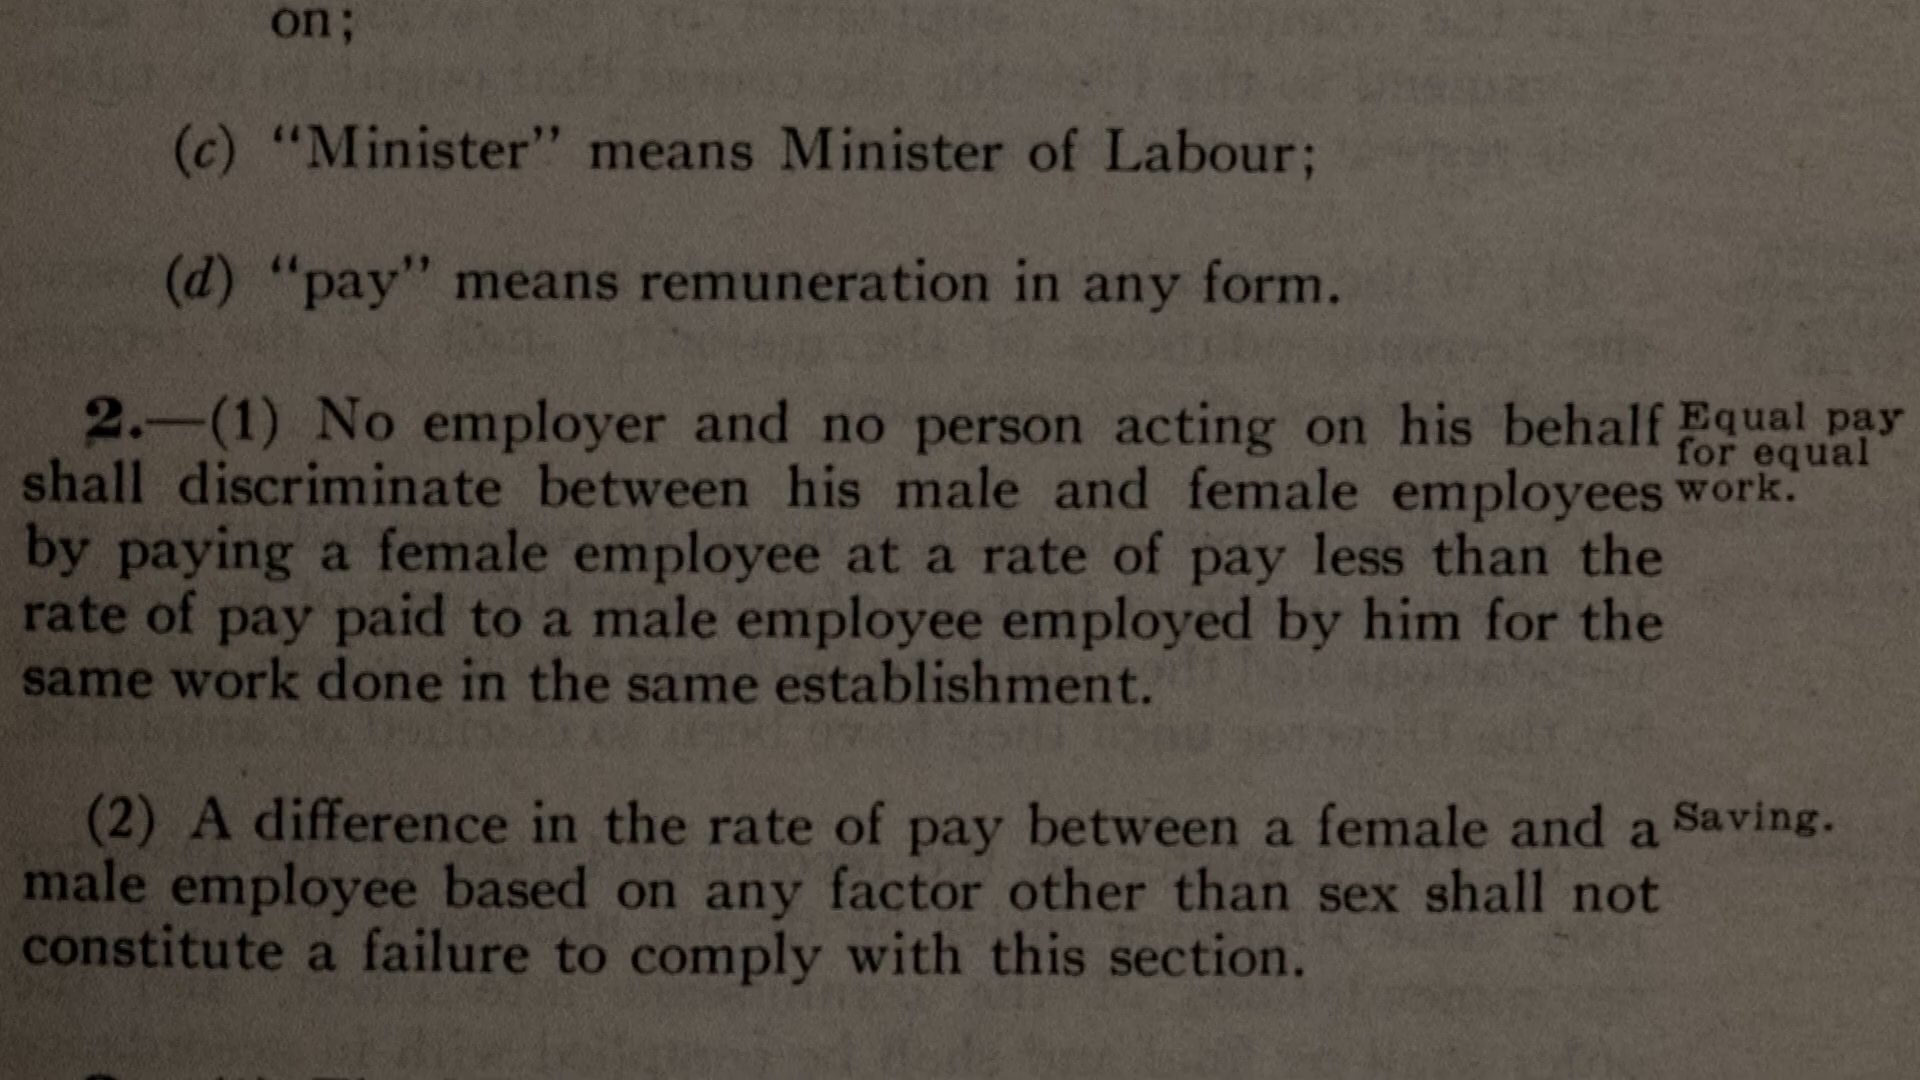 on;
(c) “Minister” means Minister of Labour;
(d) “pay” means remuneration in any form.
2.—(1) No employer and no person acting on his behalf
shall discriminate between his male and female employees
by paying a female employee at a rate of pay less than the
rate of pay paid to a male employee employed by him for the
same work done in the same establishment.
Equal pay
for equal
work.
(2) A difference in the rate of pay between a female and a
male employee based on any factor other than sex shall not
constitute a failure to comply with this section.
Saving.